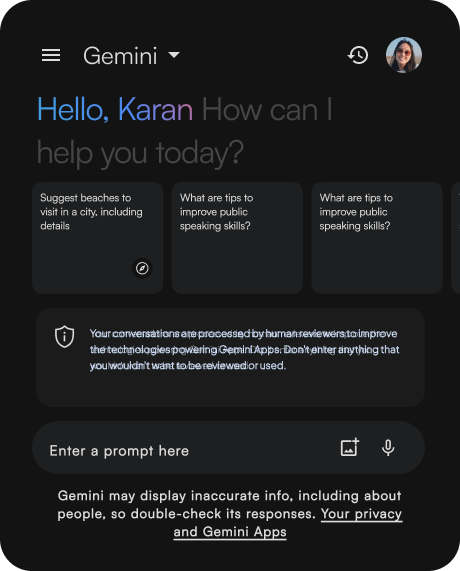 Gemini
Hello, Karan How can I
help you today?
Suggest beaches to
visit in a city, including
details
What are tips to
improve public
speaking skills?
What are tips to
improve public
speaking skills?
Your conversations are processed by human reviewers to improve
the technologies powering Gemini Apps. Don't enter anything that
you wouldn't want to be reviewed or used.
Enter a prompt here
Gemini may display inaccurate info, including about
people, so double-check its responses. Your privacy
and Gemini Apps